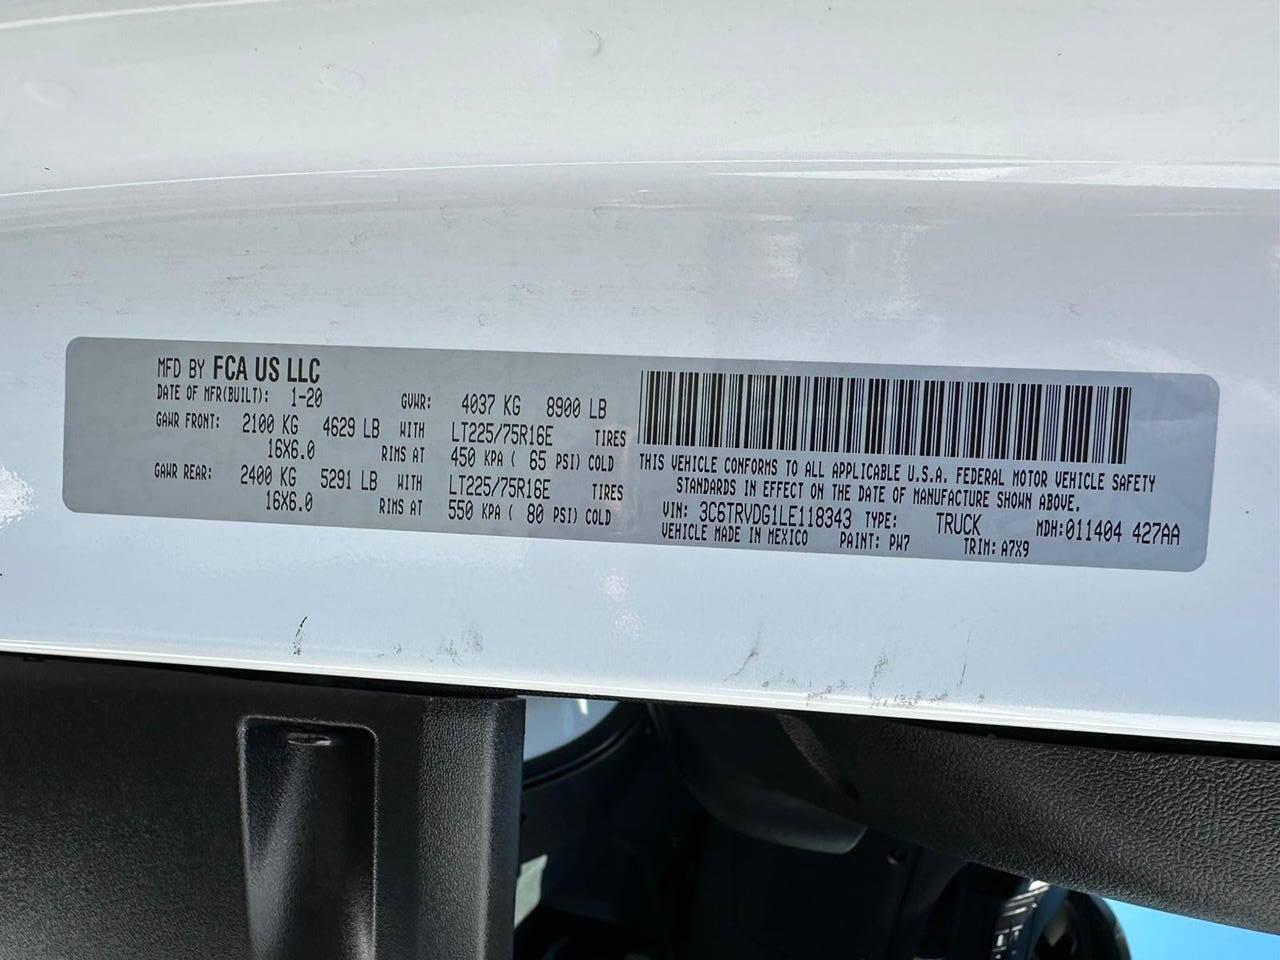 MFD BY FCA US LLC
DATE OF MFR(BUILT): 1-20 GVWR: 4037 KG 8900 LB
GAWR FRONT: 2100 KG 4629 LB WITH LT225/75R16E TIRES
16X6.0 RIMS AT 450 KPA ( 65 PSI) COLD
GAWR REAR: 2400 KG 5291 LB WITH LT225/75R16E TIRES
16X6.0 RIMS AT 550 KPA ( 80 PSI) COLD
THIS VEHICLE CONFORMS TO ALL APPLICABLE U.S.A. FEDERAL MOTOR VEHICLE SAFETY
STANDARDS IN EFFECT ON THE DATE OF MANUFACTURE SHOWN ABOVE.
VIN: 3C6TRVDG1LE118343 TYPE: TRUCK MDH:011404 427AA
VEHICLE MADE IN MEXICO PAINT: PW7 TRIM: A7X9